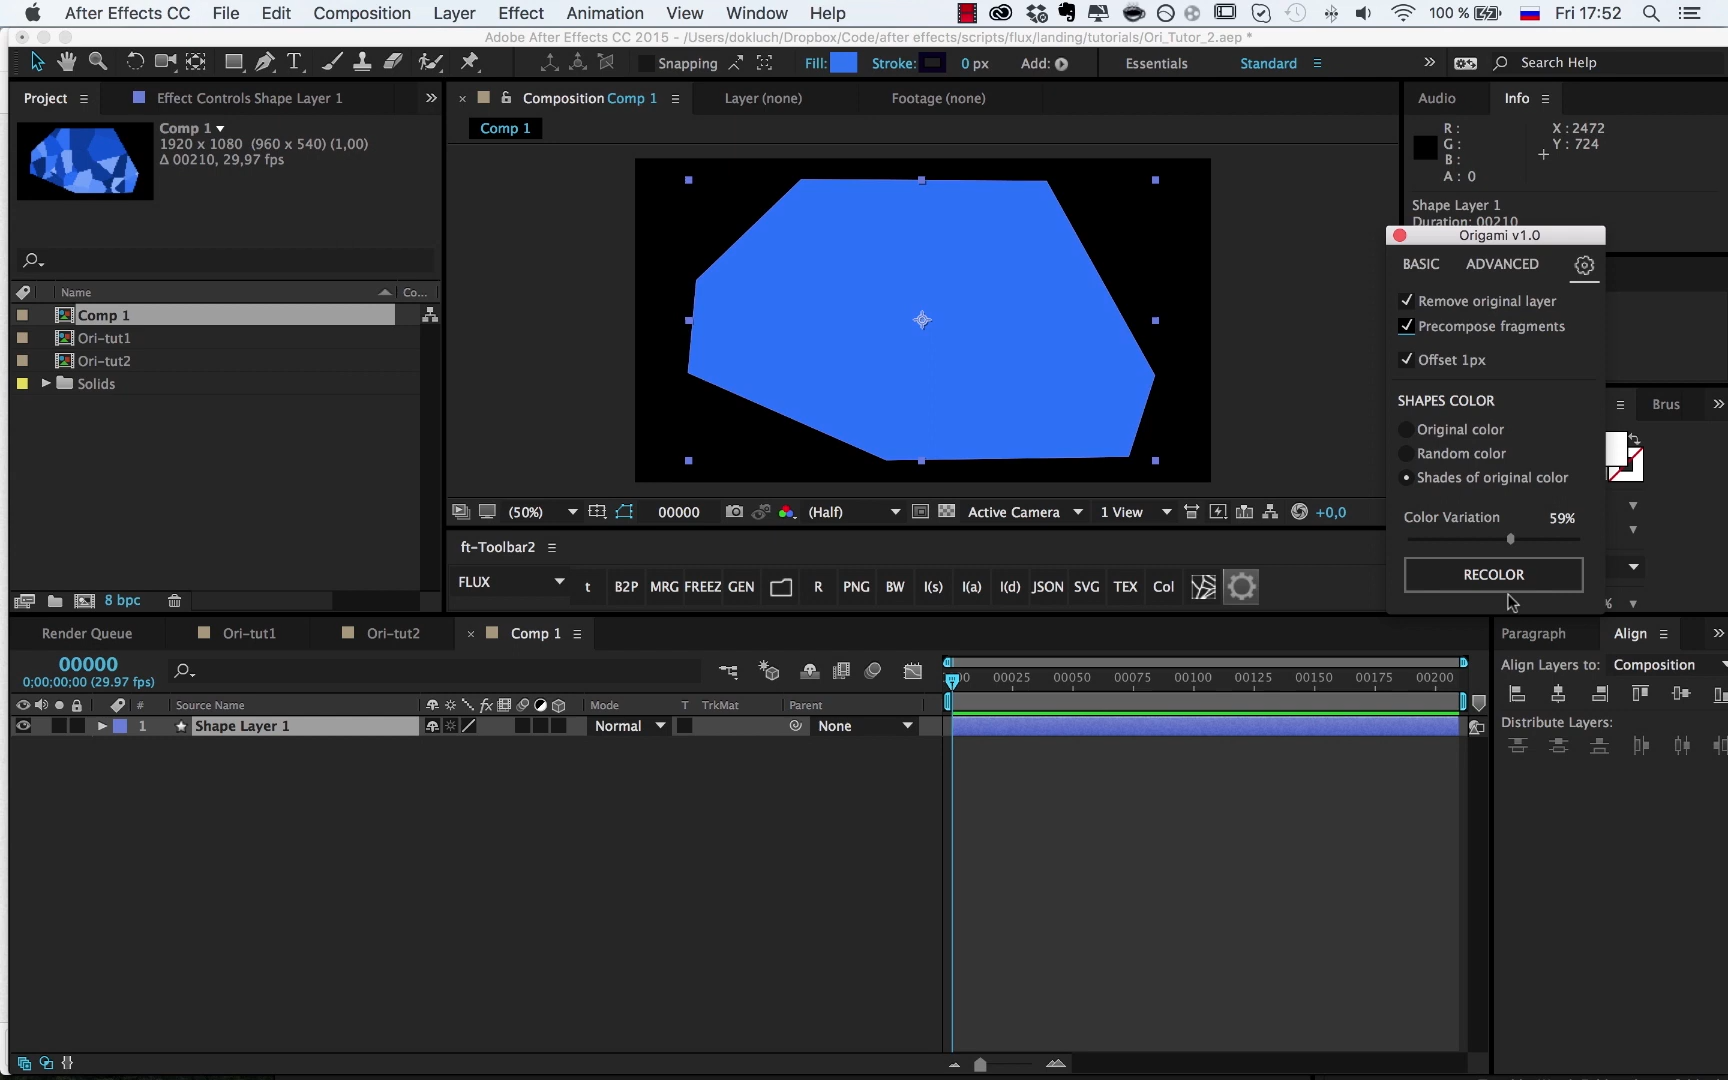 After Effects CC File Edit Composition Layer Effect Animation View Window Help 100 % Fri 17:52
Adobe After Effects CC 2015 - /Users/dokluch/Dropbox/Code/after effects/scripts/flux/landing/tutorials/Ori_Tutor_2.aep *
Snapping Fill: Stroke: 0 px Add: Essentials Standard Search Help
Project Effect Controls Shape Layer 1
Composition Comp 1 Layer (none) Footage (none)
Audio Info
Comp 1
1920 x 1080 (960 x 540) (1,00)
Δ 00210, 29,97 fps
Comp 1
R:
G:
B:
A: 0
X: 2472
Y: 724
Shape Layer 1
Duration: 00210
Origami v1.0
BASIC ADVANCED
Remove original layer
Precompose fragments
Offset 1px
SHAPES COLOR
Original color
Random color
Shades of original color
Color Variation 59%
RECOLOR
Brus
%
Name Co...
Comp 1
Ori-tut1
Ori-tut2
Solids
8 bpc
(50%) 00000 (Half) Active Camera 1 View +0,0
ft-Toolbar2
FLUX t B2P MRG FREEZ GEN R PNG BW I(s) I(a) I(d) JSON SVG TEX Col
Render Queue Ori-tut1 Ori-tut2 Comp 1
00000
0;00;00;00 (29.97 fps)
00025 00050 00075 00100 00125 00150 00175 00200
# Source Name Mode T TrkMat Parent
1 Shape Layer 1 Normal None
Paragraph Align
Align Layers to: Composition
Distribute Layers: